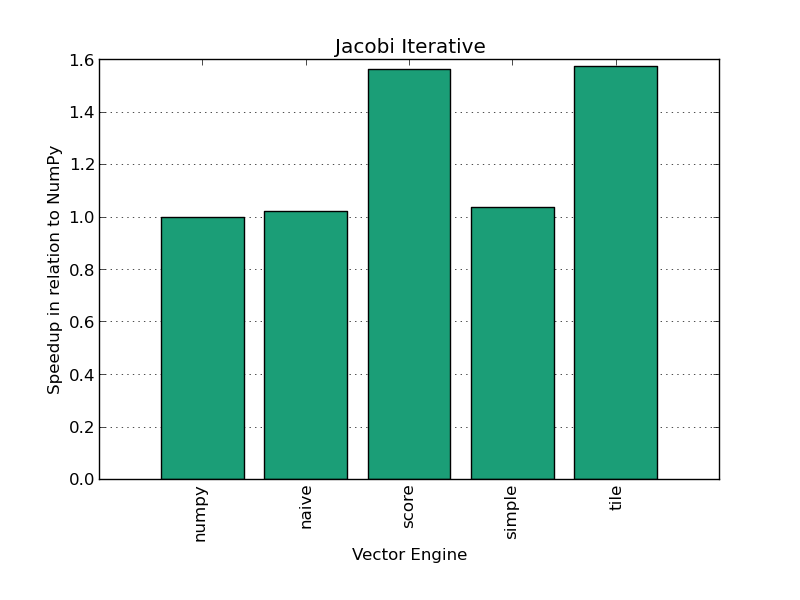 Jacobi Iterative
1.6
1.4
1.2
1.0
0.8
0.6
0.4
0.2
0.0
Speedup in relation to NumPy
numpy
naive
score
simple
tile
Vector Engine